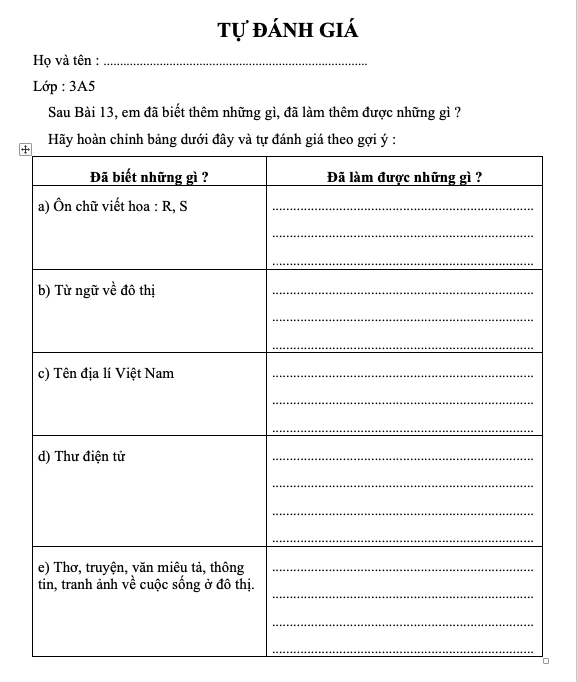 TỰ ĐÁNH GIÁ
Họ và tên : ................................................................................
Lớp : 3A5
Sau Bài 13, em đã biết thêm những gì, đã làm thêm được những gì ?
Hãy hoàn chỉnh bảng dưới đây và tự đánh giá theo gợi ý :
Đã biết những gì ?
Đã làm được những gì ?
a) Ôn chữ viết hoa : R, S
b) Từ ngữ về đô thị
c) Tên địa lí Việt Nam
d) Thư điện tử
e) Thơ, truyện, văn miêu tả, thông
tin, tranh ảnh về cuộc sống ở đô thị.